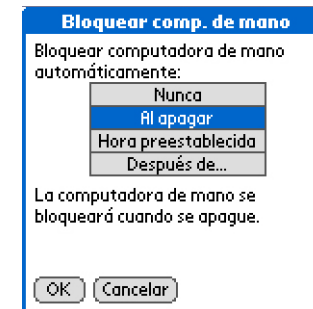 Bloquear comp. de mano
Bloquear computadora de mano
automáticamente:
Nunca
Al apagar
Hora preestablecida
Después de...
La computadora de mano se
bloqueará cuando se apague.
OK Cancelar